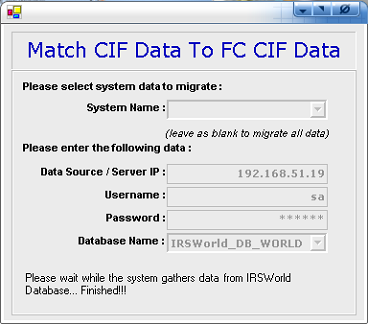 Match CIF Data To FC CIF Data
Please select system data to migrate :
System Name :
(leave as blank to migrate all data)
Please enter the following data :
Data Source / Server IP : 192.168.51.19
Username : sa
Password : ******
Database Name : IRSWorld_DB_WORLD
Please wait while the system gathers data from IRSWorld
Database... Finished!!!